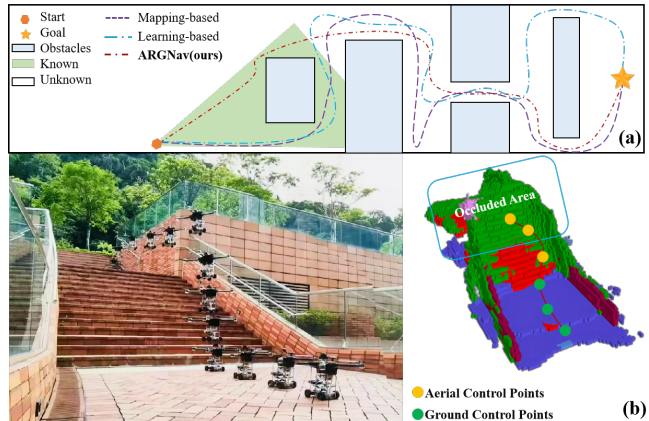 Start
Goal
Obstacles
Known
Unknown
Mapping-based
Learning-based
ARGNav(ours)
(a)
Occluded Area
Aerial Control Points
Ground Control Points
(b)